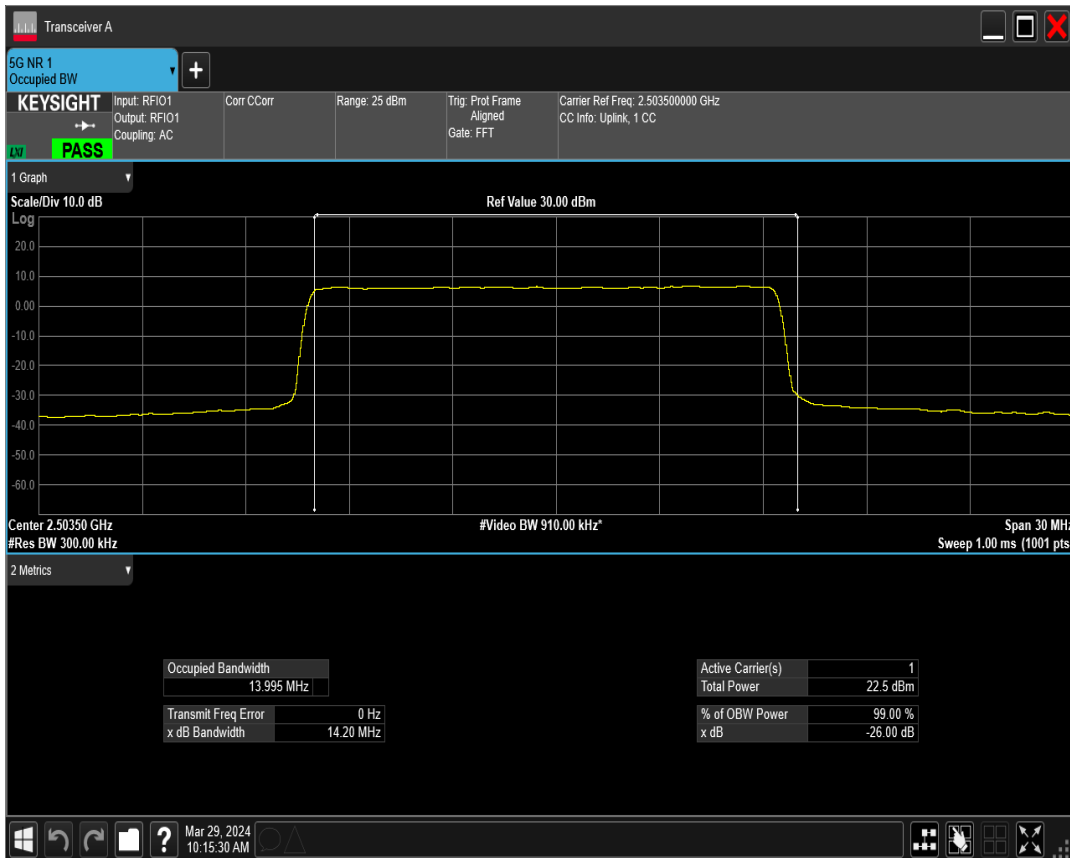 Transceiver A
5G NR 1
Occupied BW
+
KEYSIGHT
LXI
PASS
Input: RFIO1
Output: RFIO1
Coupling: AC
Corr CCorr
Range: 25 dBm
Trig: Prot Frame
Aligned
Gate: FFT
Carrier Ref Freq: 2.503500000 GHz
CC Info: Uplink, 1 CC
1 Graph
Scale/Div 10.0 dB
Ref Value 30.00 dBm
Log
20.0
10.0
0.00
-10.0
-20.0
-30.0
-40.0
-50.0
-60.0
Center 2.50350 GHz
#Video BW 910.00 kHz*
Span 30 MHz
#Res BW 300.00 kHz
Sweep 1.00 ms (1001 pts
2 Metrics
Occupied Bandwidth
13.995 MHz
Transmit Freq Error 0 Hz
x dB Bandwidth 14.20 MHz
Active Carrier(s) 1
Total Power 22.5 dBm
% of OBW Power 99.00 %
x dB -26.00 dB
?
Mar 29, 2024
10:15:30 AM